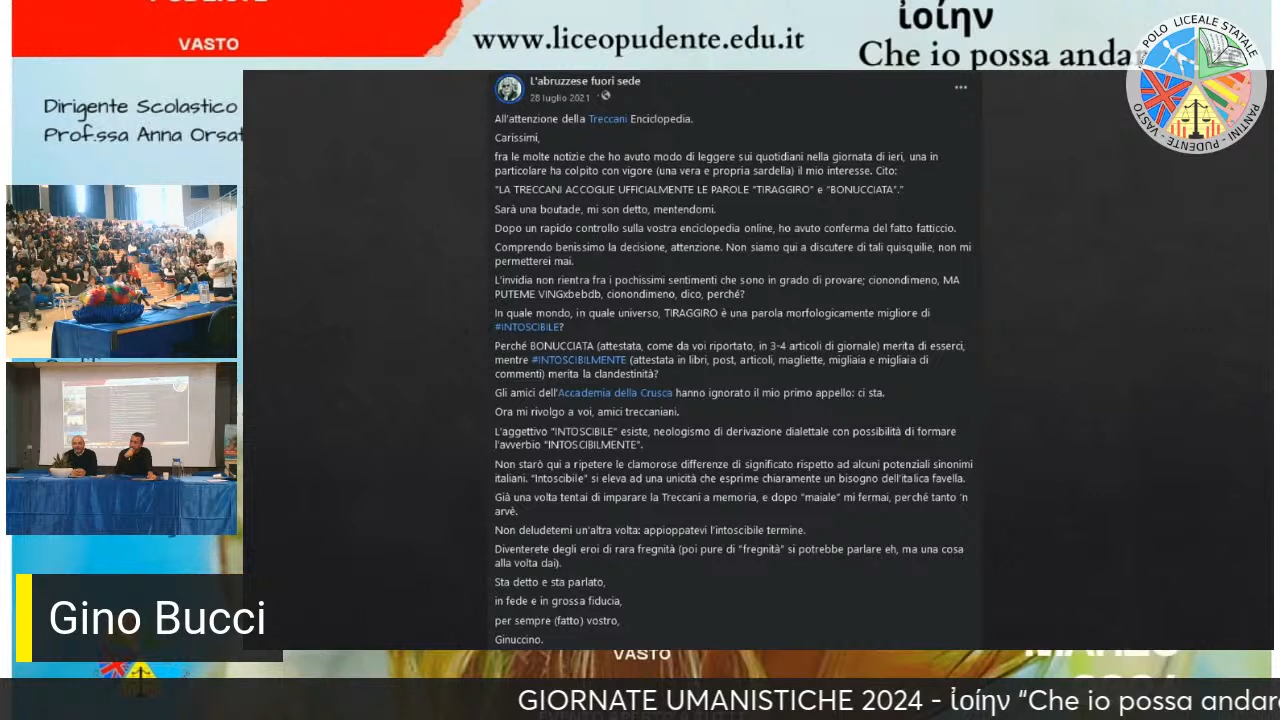 VASTO
www.liceopudente.edu.it
ἰοίην
Che io possa anda
POLO LICEALE STATALE
PANTINI - PUDENTE - VASTO
Dirigente Scolastico
Prof.ssa Anna Orsat
L'abruzzese fuori sede
28 luglio 2021
All'attenzione della Treccani Enciclopedia.
Carissimi,
fra le molte notizie che ho avuto modo di leggere sui quotidiani nella giornata di ieri, una in
particolare ha colpito con vigore (una vera e propria sardella) il mio interesse. Cito:
"LA TRECCANI ACCOGLIE UFFICIALMENTE LE PAROLE "TIRAGGIRO" e "BONUCCIATA"."
Sarà una boutade, mi son detto, mentendomi.
Dopo un rapido controllo sulla vostra enciclopedia online, ho avuto conferma del fatto fatticcio.
Comprendo benissimo la decisione, attenzione. Non siamo qui a discutere di tali quisquilie, non mi
permetterei mai.
L'invidia non rientra fra i pochissimi sentimenti che sono in grado di provare; cionondimeno, MA
PUTEME VINGxbebdb, cionondimeno, dico, perché?
In quale mondo, in quale universo, TIRAGGIRO è una parola morfologicamente migliore di
#INTOSCIBILE?
Perché BONUCCIATA (attestata, come da voi riportato, in 3-4 articoli di giornale) merita di esserci,
mentre #INTOSCIBILMENTE (attestata in libri, post, articoli, magliette, migliaia e migliaia di
commenti) merita la clandestinità?
Gli amici dell'Accademia della Crusca hanno ignorato il mio primo appello: ci sta.
Ora mi rivolgo a voi, amici treccaniani.
L'aggettivo "INTOSCIBILE" esiste, neologismo di derivazione dialettale con possibilità di formare
l'avverbio "INTOSCIBILMENTE".
Non starò qui a ripetere le clamorose differenze di significato rispetto ad alcuni potenziali sinonimi
italiani. "Intoscibile" si eleva ad una unicità che esprime chiaramente un bisogno dell'italica favella.
Già una volta tentai di imparare la Treccani a memoria, e dopo "maiale" mi fermai, perché tanto 'n
arvè.
Non deludetemi un'altra volta: appioppatevi l'intoscibile termine.
Diventerete degli eroi di rara fregnità (poi pure di "fregnità" si potrebbe parlare eh, ma una cosa
alla volta dai).
Sta detto e sta parlato,
in fede e in grossa fiducia,
per sempre (fatto) vostro,
Ginuccino.
Gino Bucci
VASTO
GIORNATE UMANISTICHE 2024 - ἰοίην "Che io possa andar